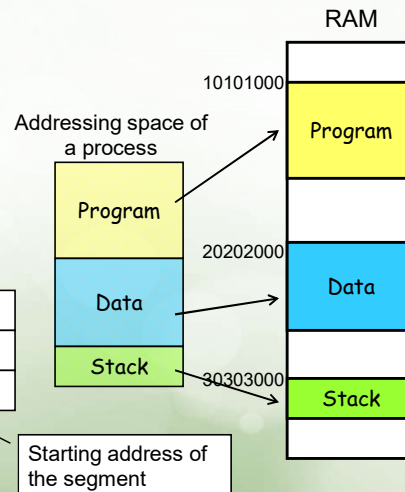 RAM
10101000
Program
Addressing space of
a process
Program
20202000
Data
Data
Stack
30303000
Stack
Starting address of
the segment